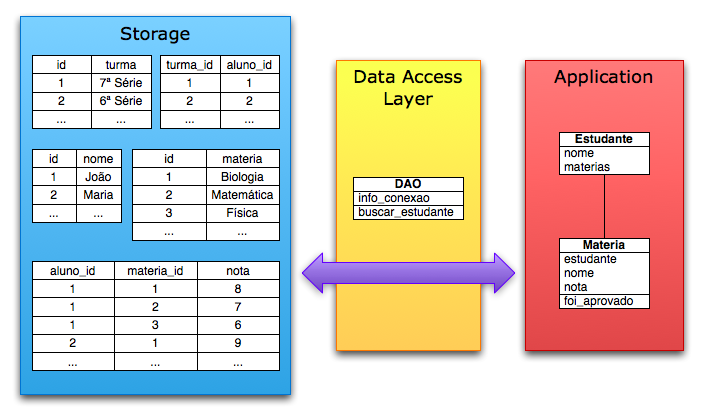 Storage
id turma
1 7ª Série
2 6ª Série
... ...
turma_id aluno_id
1 1
2 2
... ...
id nome
1 João
2 Maria
... ...
id materia
1 Biologia
2 Matemática
3 Física
... ...
aluno_id materia_id nota
1 1 8
1 2 7
1 3 6
2 1 9
... ... ...
Data Access
Layer
DAO
info_conexao
buscar_estudante
Application
Estudante
nome
materias
Materia
estudante
nome
nota
foi_aprovado